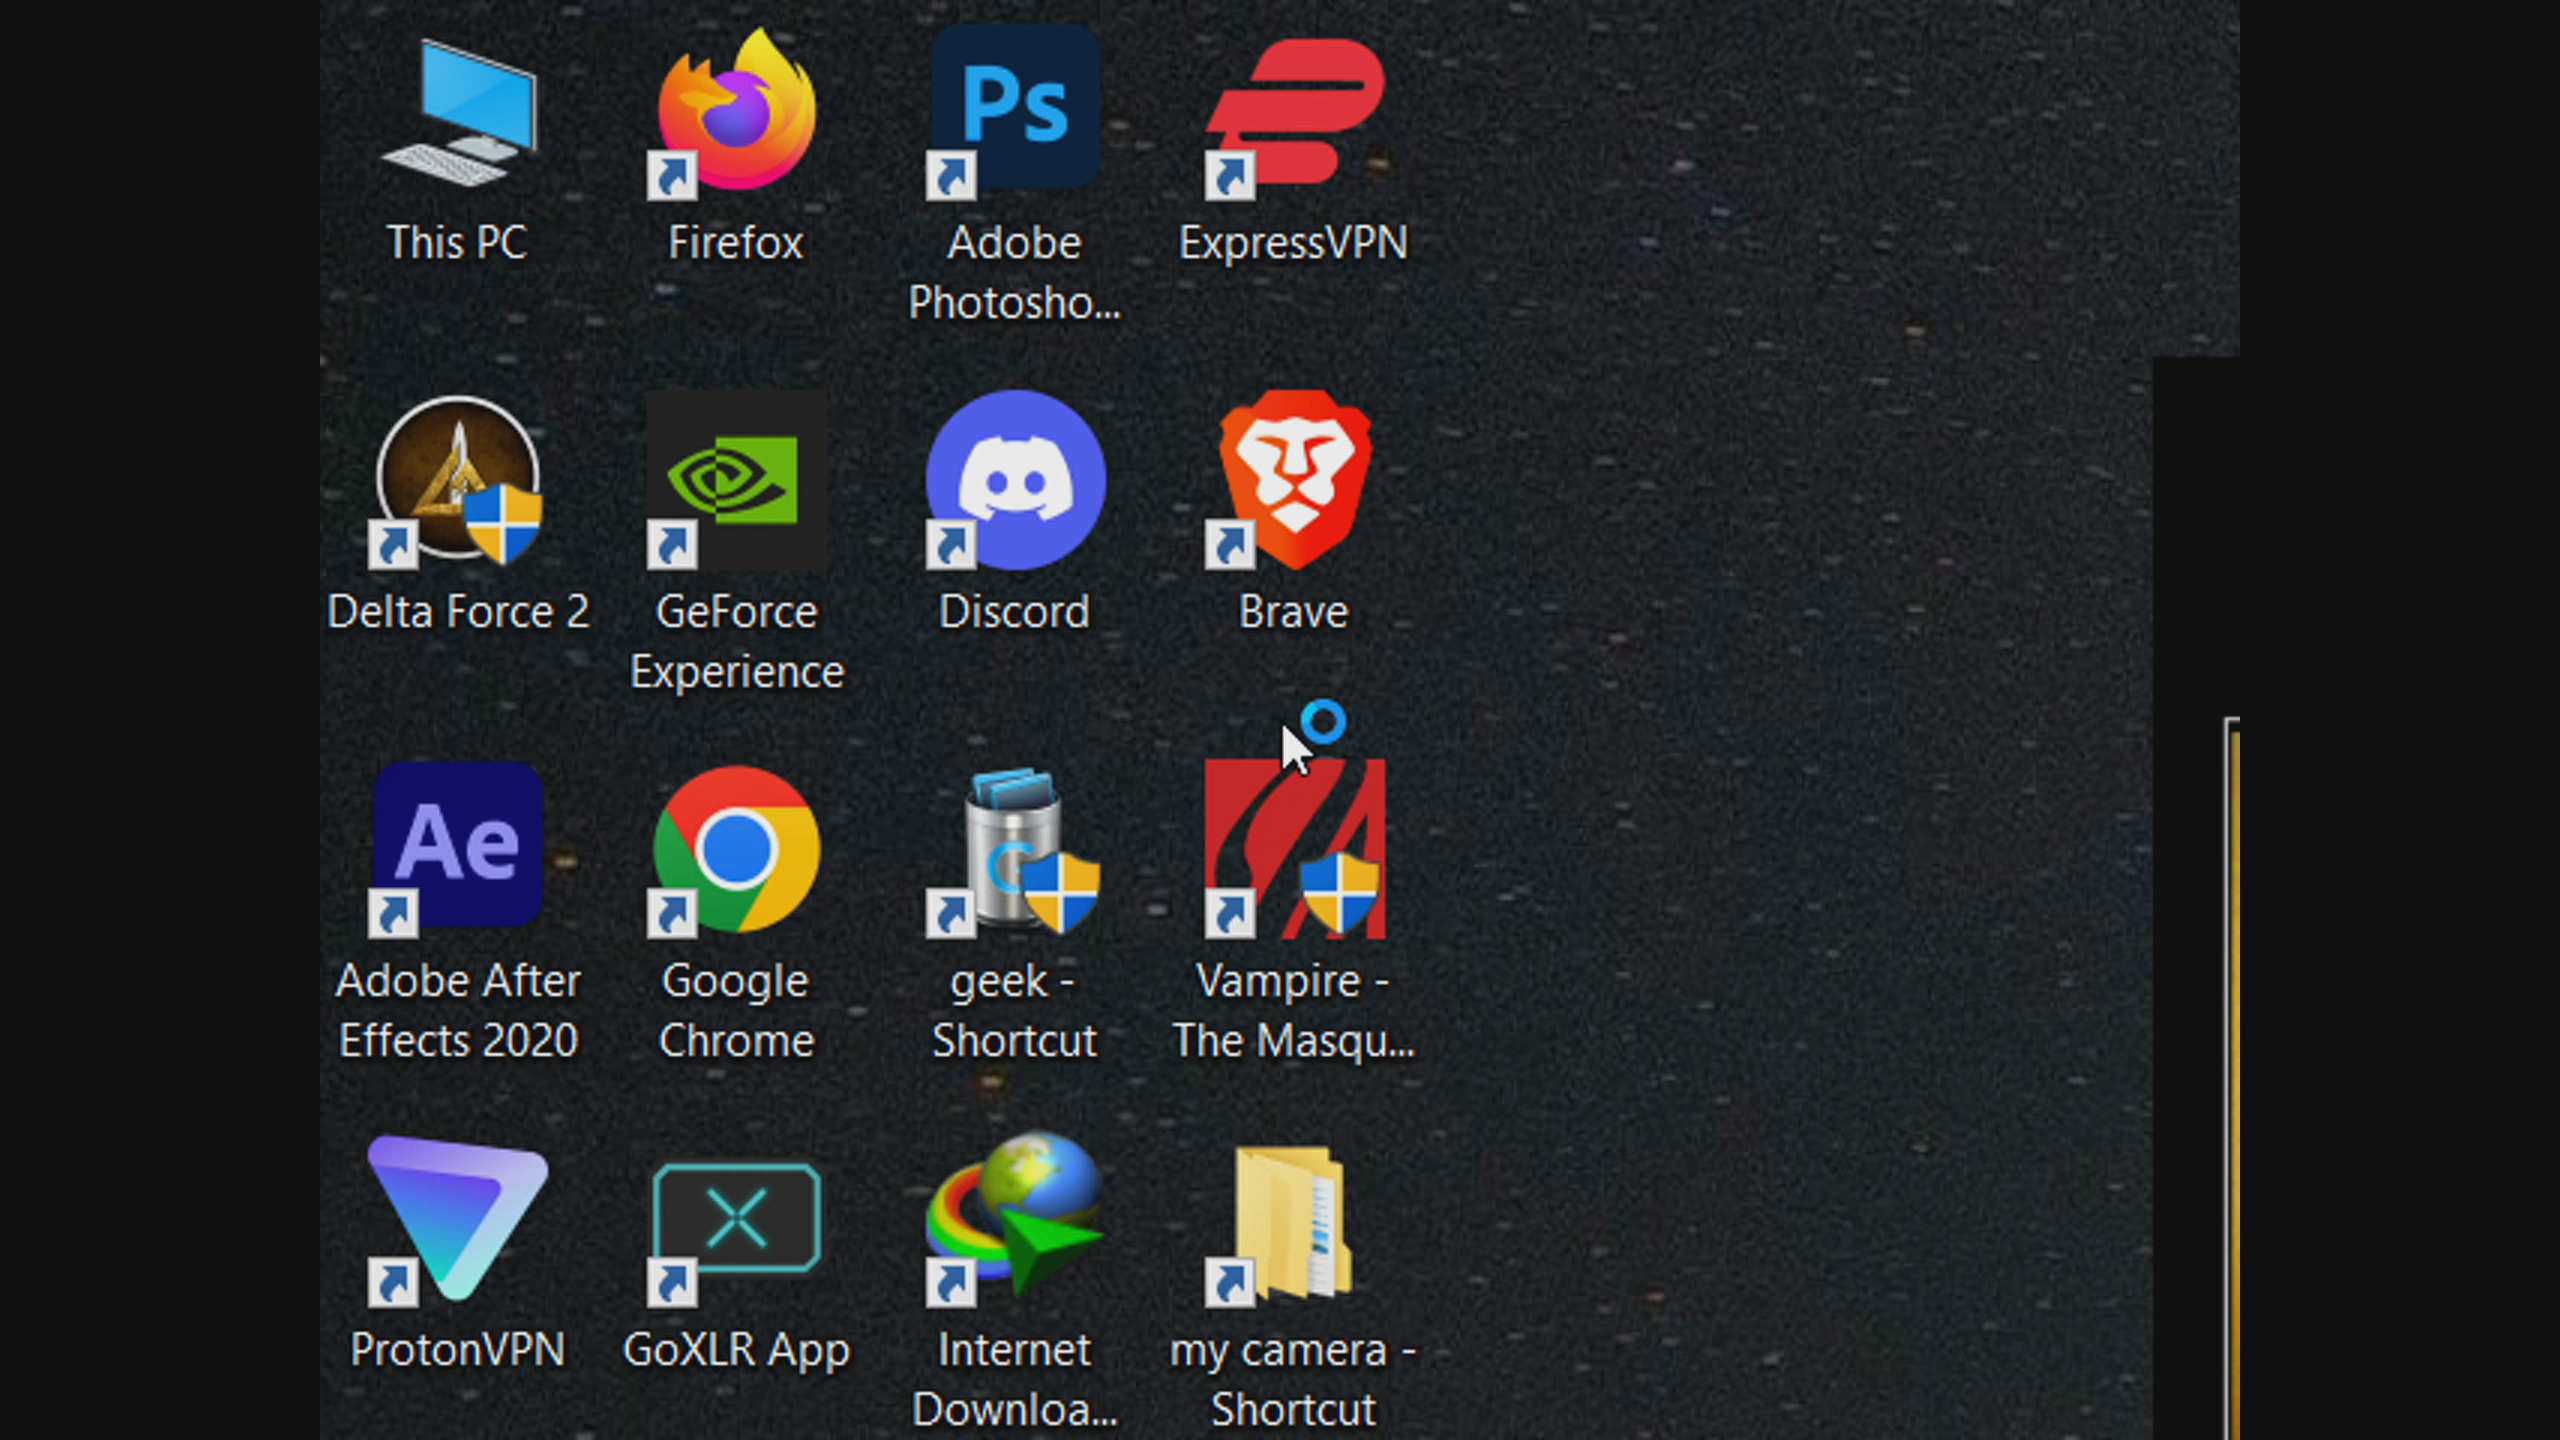 This PC
Firefox
Ps
Adobe
Photosho...
ExpressVPN
Delta Force 2
GeForce
Experience
Discord
Brave
Ae
Adobe After
Effects 2020
Google
Chrome
G
geek -
Shortcut
Vampire -
The Masqu...
ProtonVPN
GoXLR App
Internet
Downloa...
my camera -
Shortcut